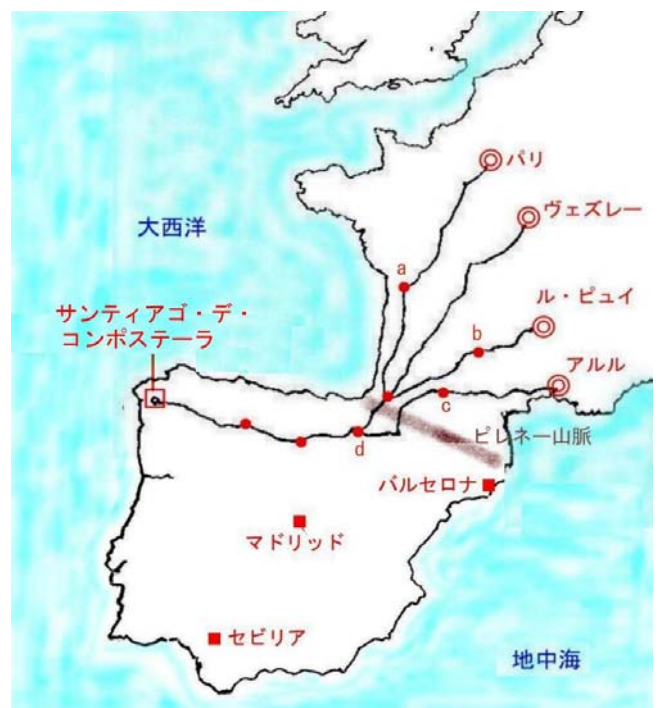 パリ
ヴェズレー
大西洋
a
サンティアゴ・デ・
コンポステーラ
ル・ピュイ
b
アルル
c
d
ピレネー山脈
バルセロナ
マドリッド
セビリア
地中海